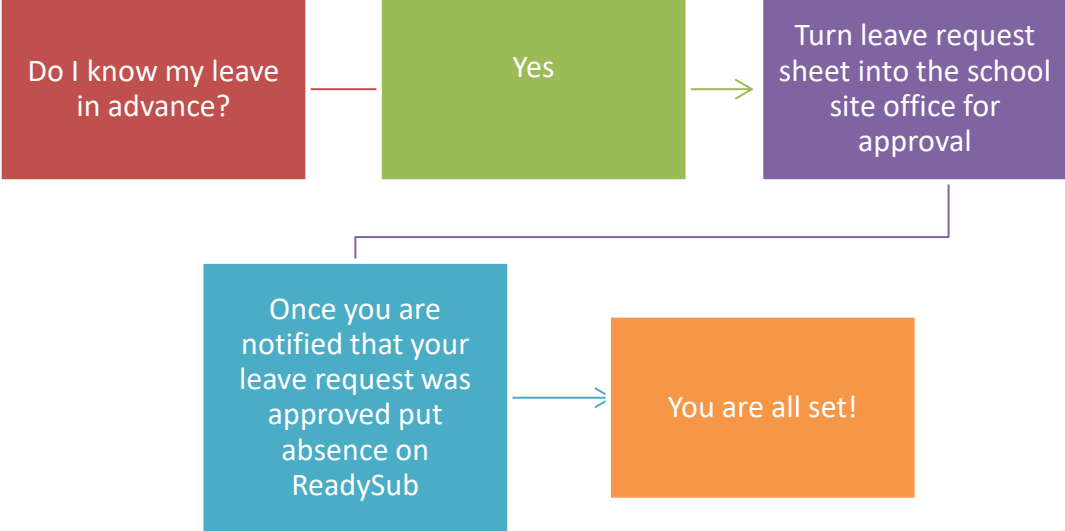 Do I know my leave
in advance?
Yes
Turn leave request
sheet into the school
site office for
approval
Once you are
notified that your
leave request was
approved put
absence on
ReadySub
You are all set!